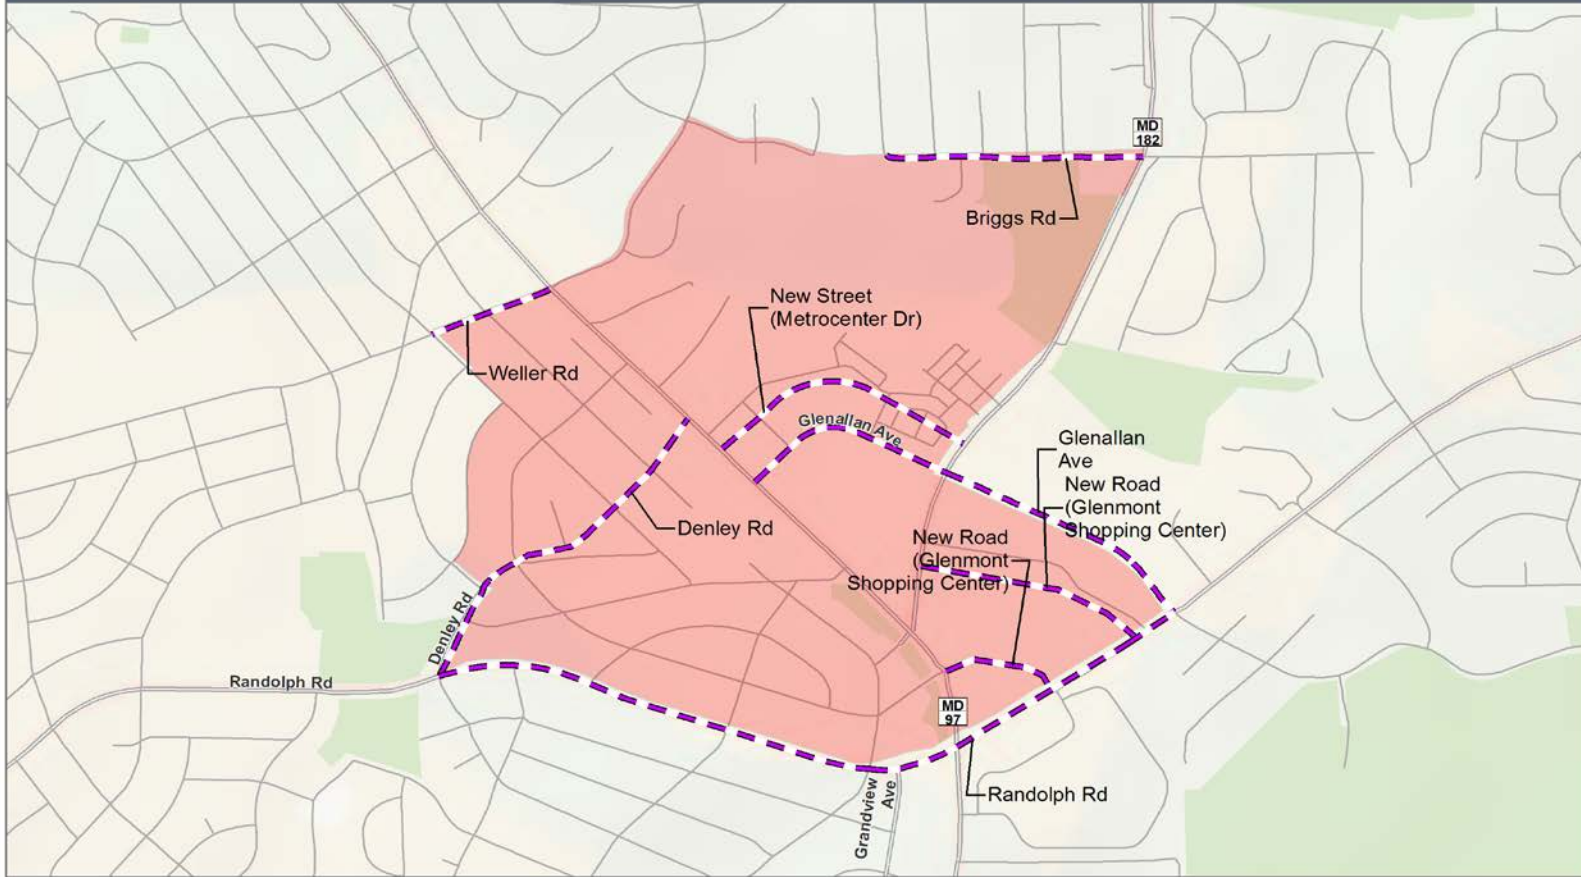 MD
182
Briggs Rd
New Street
(Metrocenter Dr)
Weller Rd
Glenallan Ave
Glenallan
Ave
New Road
(Glenmont
Shopping Center)
Denley Rd
New Road
(Glenmont
Shopping Center)
Denley Rd
Randolph Rd
MD
97
Randolph Rd
Grandview
Ave